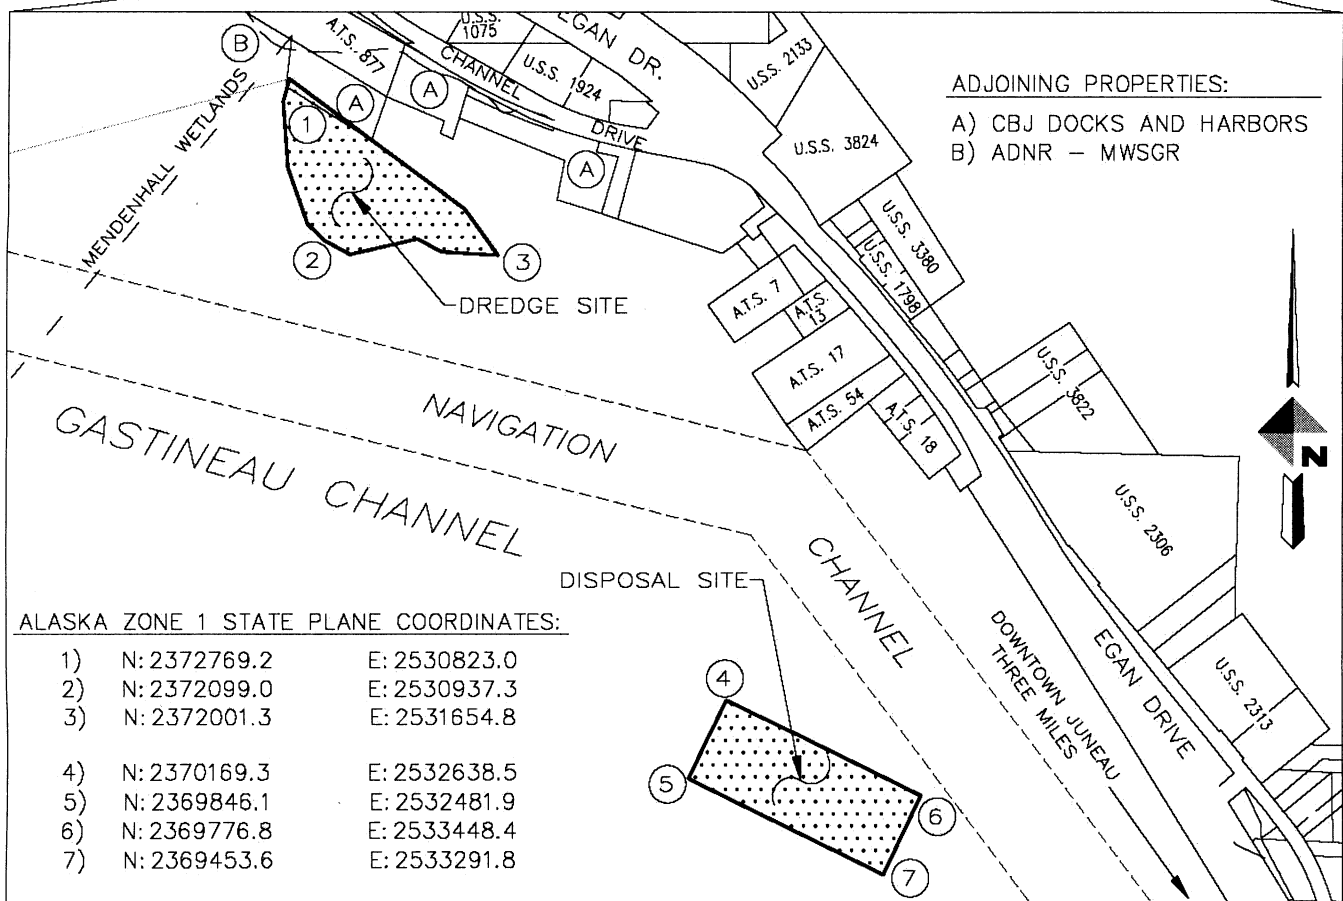 B
A.T.S. 877
U.S.S.
1075
CHANNEL
DRIVE
EGAN DR.
U.S.S. 1924
U.S.S. 2133
U.S.S. 3824
ADJOINING PROPERTIES:
A) CBJ DOCKS AND HARBORS
B) ADNR – MWSGR
A
A
A
1
2
3
MENDENHALL WETLANDS
DREDGE SITE
U.S.S. 3380
U.S.S. 1798
A.T.S. 7
A.T.S.
13
A.T.S. 17
A.T.S. 54
A.T.S. 18
U.S.S. 3822
N
NAVIGATION
CHANNEL
GASTINEAU CHANNEL
U.S.S. 2306
DISPOSAL SITE
4
5
6
7
DOWNTOWN JUNEAU
THREE MILES
EGAN DRIVE
U.S.S. 2313
ALASKA ZONE 1 STATE PLANE COORDINATES:
1) N: 2372769.2 E: 2530823.0
2) N: 2372099.0 E: 2530937.3
3) N: 2372001.3 E: 2531654.8
4) N: 2370169.3 E: 2532638.5
5) N: 2369846.1 E: 2532481.9
6) N: 2369776.8 E: 2533448.4
7) N: 2369453.6 E: 2533291.8